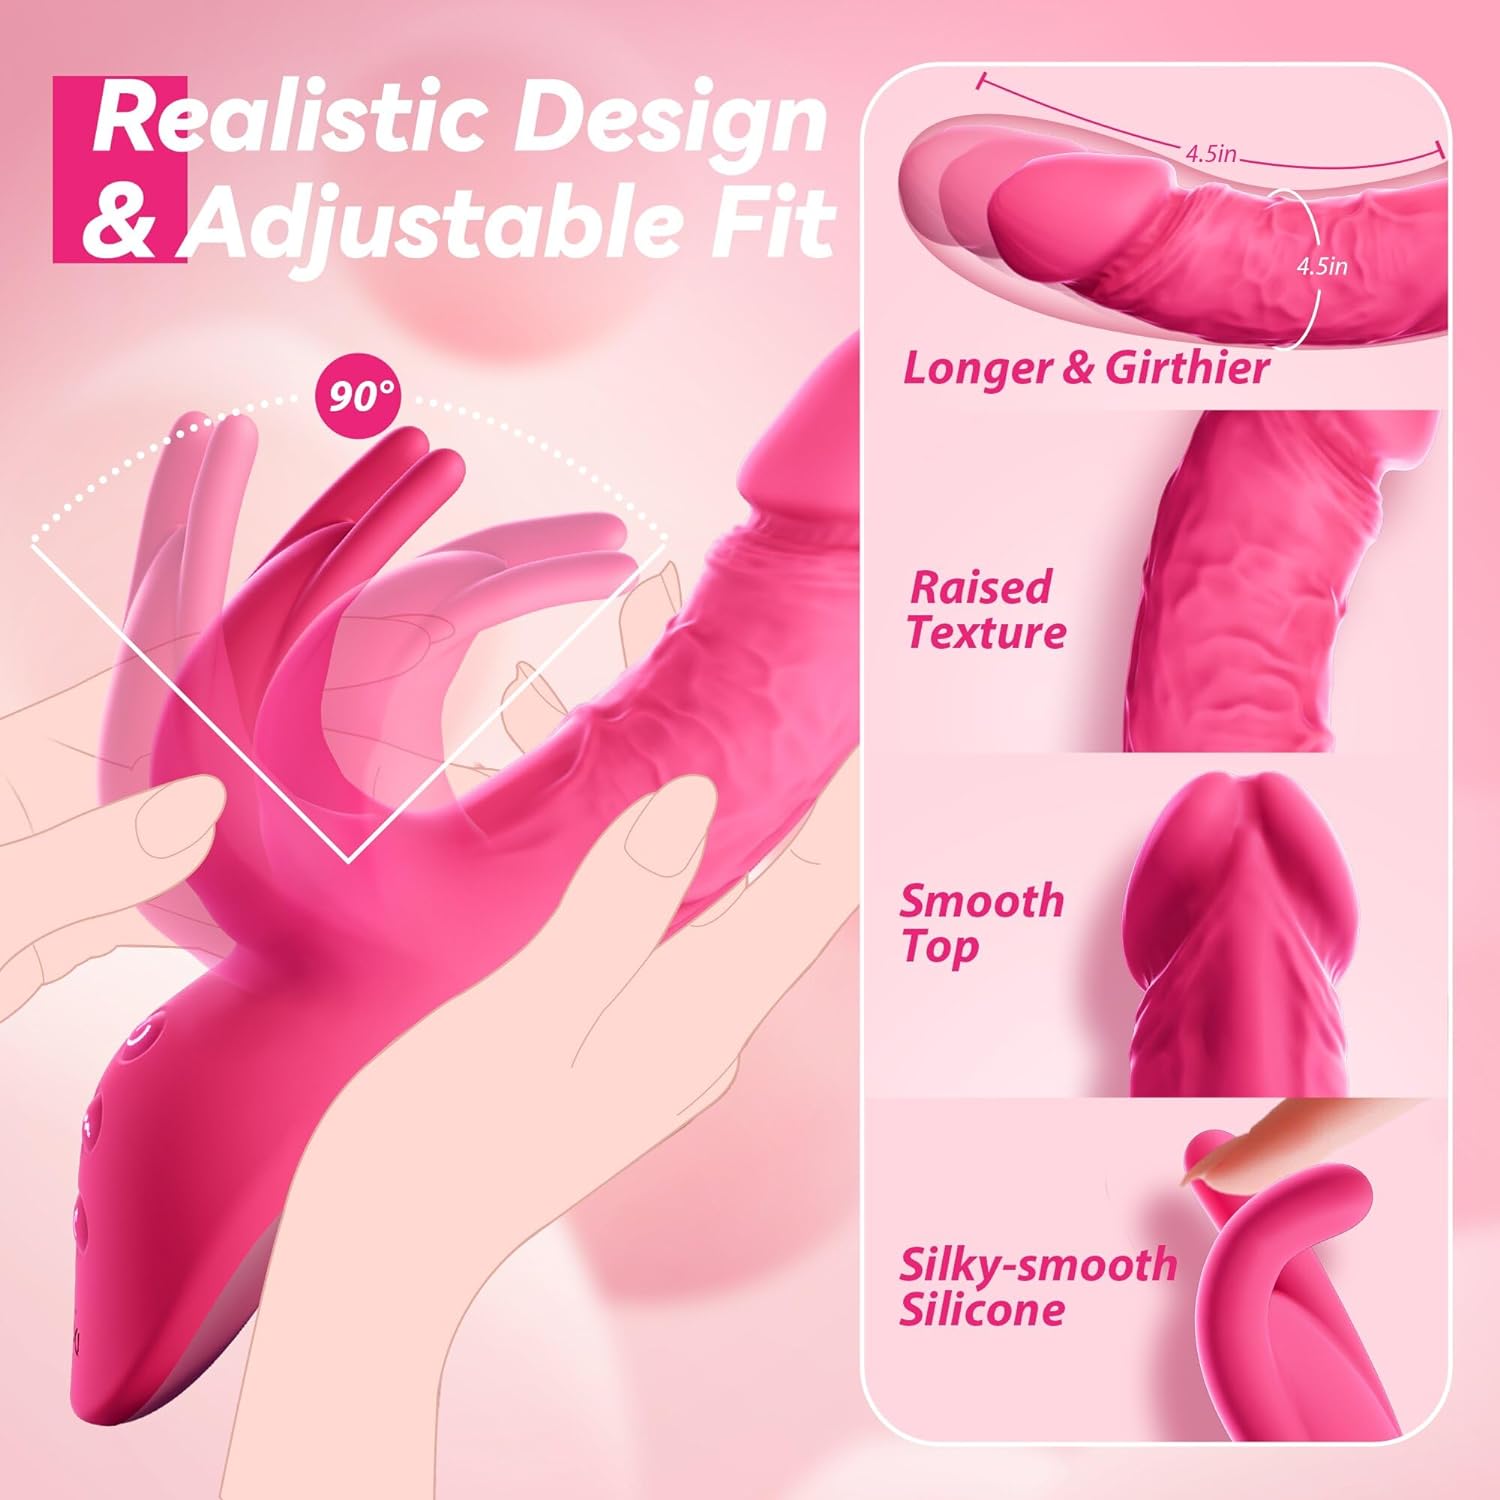 Realistic Design
& Adjustable Fit
90°
4.5in
4.5in
Longer & Girthier
Raised
Texture
Smooth
Top
Silky-smooth
Silicone